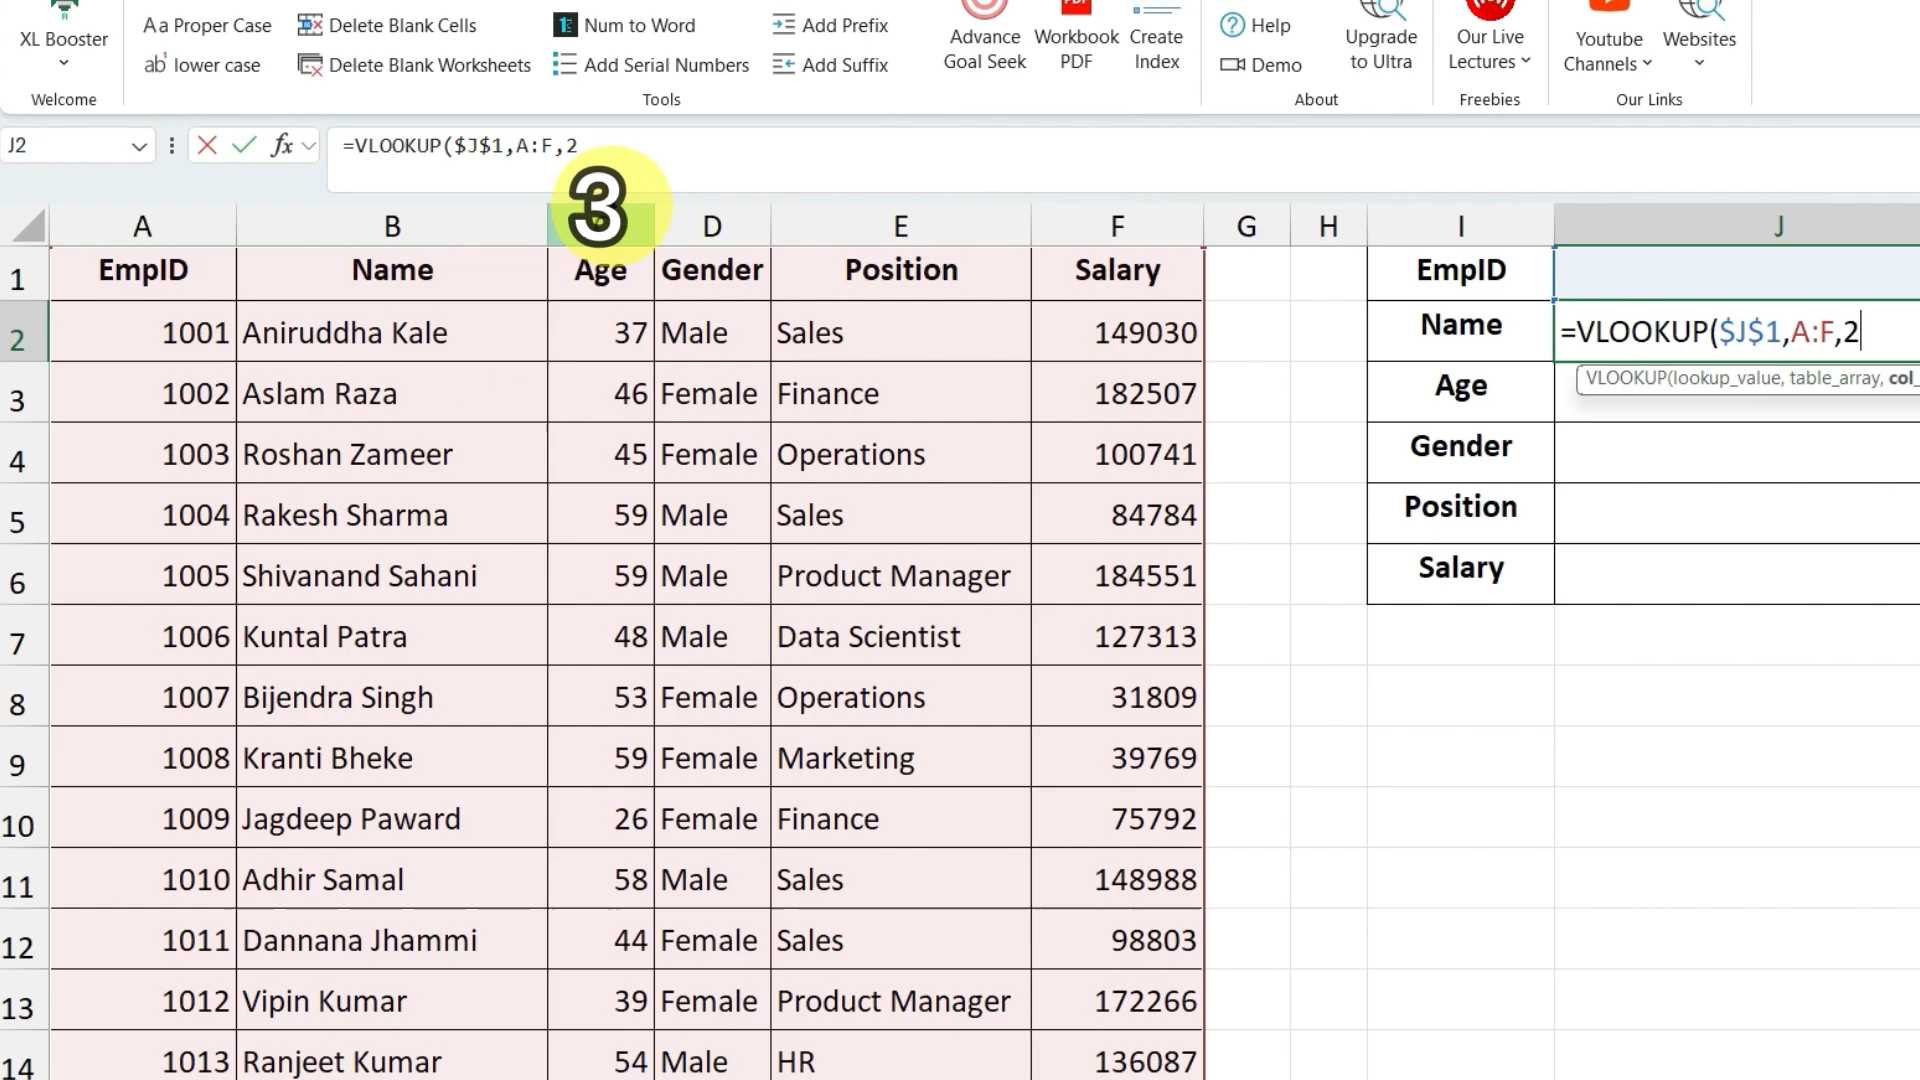 XL Booster
Aa Proper Case
ab lower case
Delete Blank Cells
Delete Blank Worksheets
Num to Word
Add Serial Numbers
Add Prefix
Add Suffix
Advance Goal Seek
Workbook PDF
Create Index
Help
Demo
Upgrade to Ultra
Our Live Lectures
Youtube Channels
Websites
Welcome
Tools
About
Freebies
Our Links
J2
fx
=VLOOKUP($J$1,A:F,2
3
A B D E F G H I J
1 EmpID Name Age Gender Position Salary EmpID
2 1001 Aniruddha Kale 37 Male Sales 149030 Name =VLOOKUP($J$1,A:F,2
VLOOKUP(lookup_value, table_array, col_
3 1002 Aslam Raza 46 Female Finance 182507 Age
4 1003 Roshan Zameer 45 Female Operations 100741 Gender
5 1004 Rakesh Sharma 59 Male Sales 84784 Position
6 1005 Shivanand Sahani 59 Male Product Manager 184551 Salary
7 1006 Kuntal Patra 48 Male Data Scientist 127313
8 1007 Bijendra Singh 53 Female Operations 31809
9 1008 Kranti Bheke 59 Female Marketing 39769
10 1009 Jagdeep Paward 26 Female Finance 75792
11 1010 Adhir Samal 58 Male Sales 148988
12 1011 Dannana Jhammi 44 Female Sales 98803
13 1012 Vipin Kumar 39 Female Product Manager 172266
14 1013 Ranjeet Kumar 54 Male HR 136087